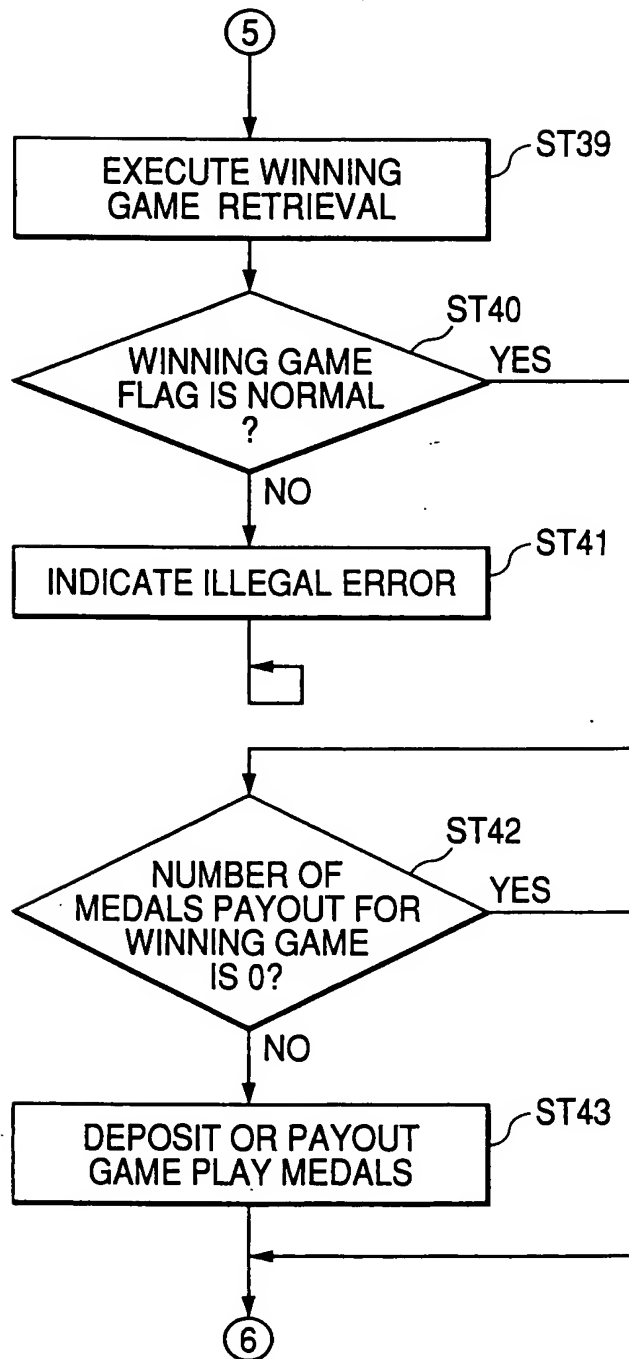 5
EXECUTE WINNING
GAME RETRIEVAL
ST39
ST40
WINNING GAME
FLAG IS NORMAL
?
YES
NO
INDICATE ILLEGAL ERROR
ST41
ST42
NUMBER OF
MEDALS PAYOUT FOR
WINNING GAME
IS 0?
YES
NO
DEPOSIT OR PAYOUT
GAME PLAY MEDALS
ST43
6